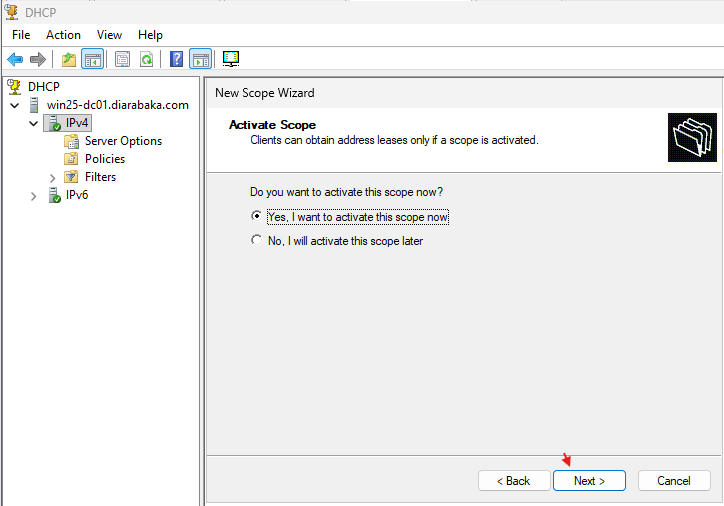 DHCP
File Action View Help
DHCP
win25-dc01.diarabaka.com
IPv4
Server Options
Policies
Filters
IPv6
New Scope Wizard
Activate Scope
Clients can obtain address leases only if a scope is activated.
Do you want to activate this scope now?
Yes, I want to activate this scope now
No, I will activate this scope later
< Back Next > Cancel